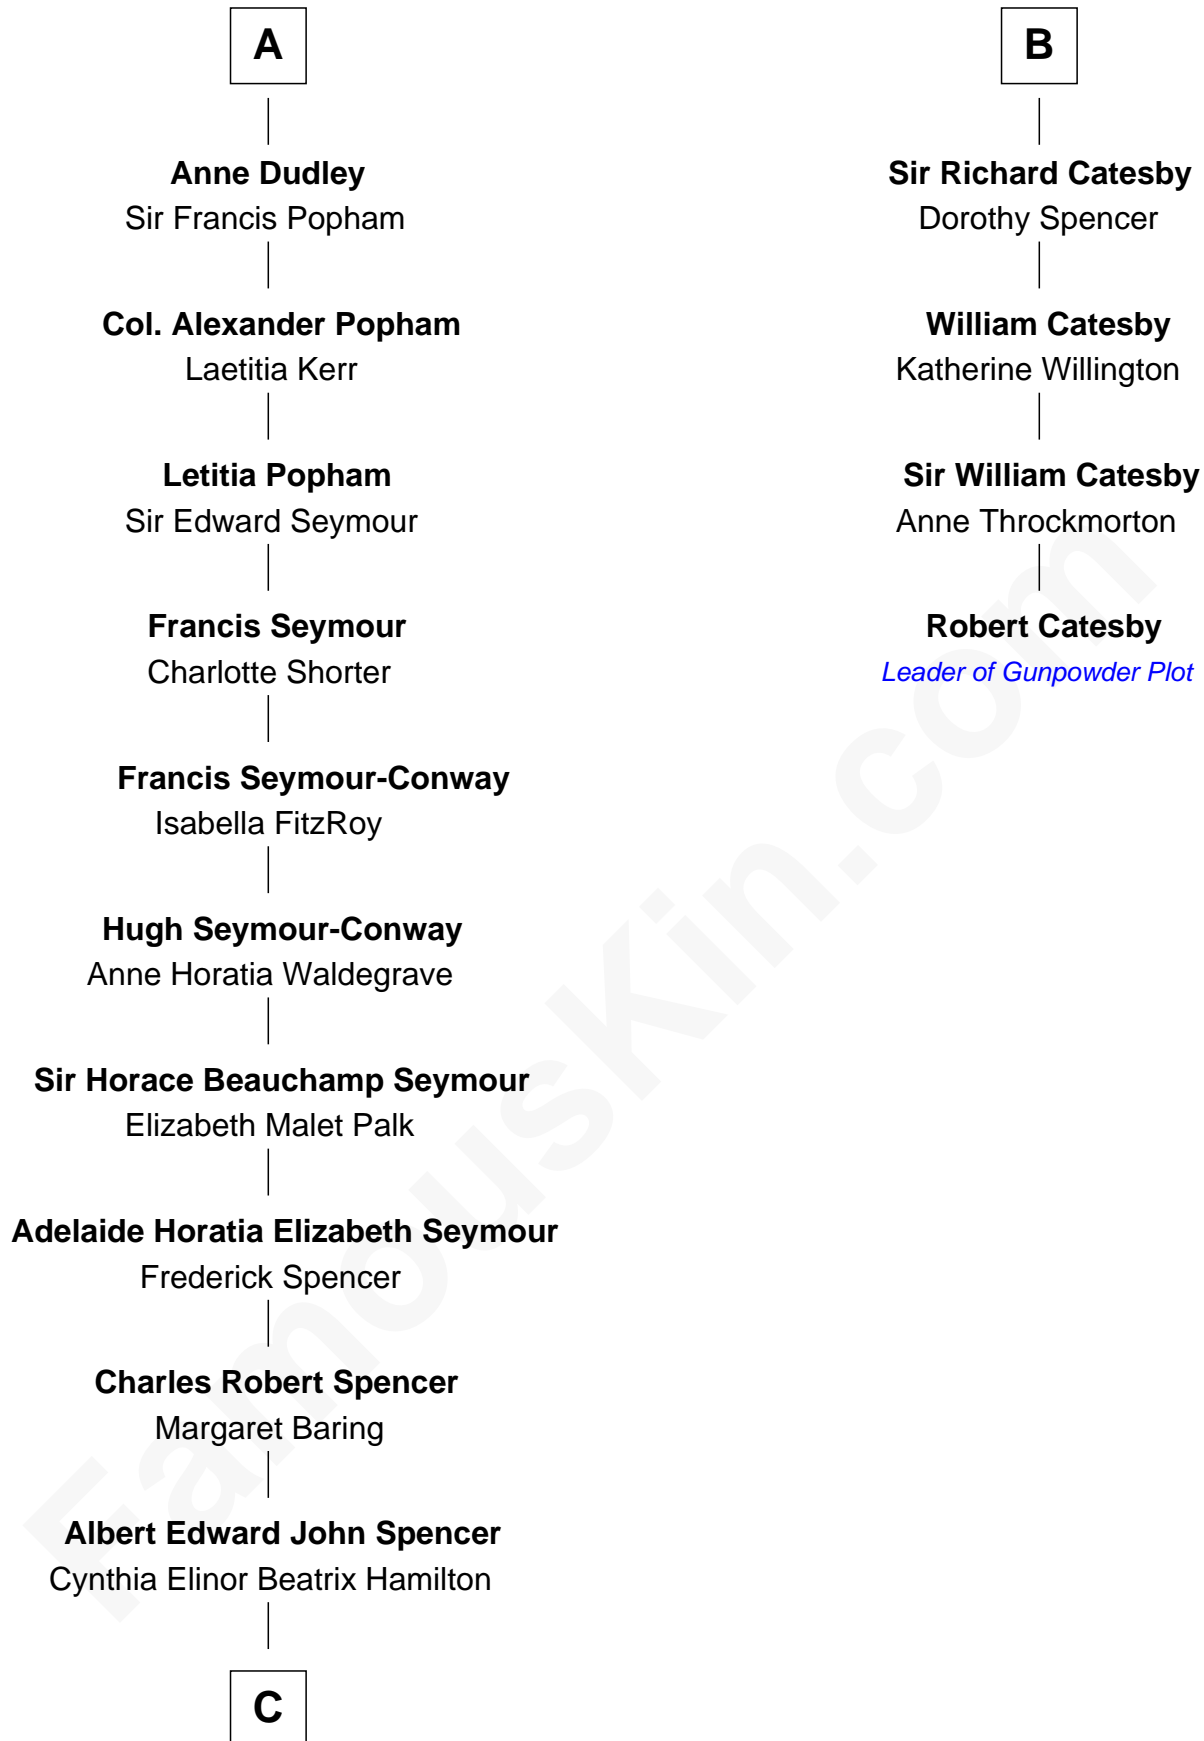 A
Anne Dudley
Sir Francis Popham
Col. Alexander Popham
Laetitia Kerr
Letitia Popham
Sir Edward Seymour
Francis Seymour
Charlotte Shorter
Francis Seymour-Conway
Isabella FitzRoy
Hugh Seymour-Conway
Anne Horatia Waldegrave
Sir Horace Beauchamp Seymour
Elizabeth Malet Palk
Adelaide Horatia Elizabeth Seymour
Frederick Spencer
Charles Robert Spencer
Margaret Baring
Albert Edward John Spencer
Cynthia Elinor Beatrix Hamilton
C
B
Sir Richard Catesby
Dorothy Spencer
William Catesby
Katherine Willington
Sir William Catesby
Anne Throckmorton
Robert Catesby
Leader of Gunpowder Plot
FamousKin.com